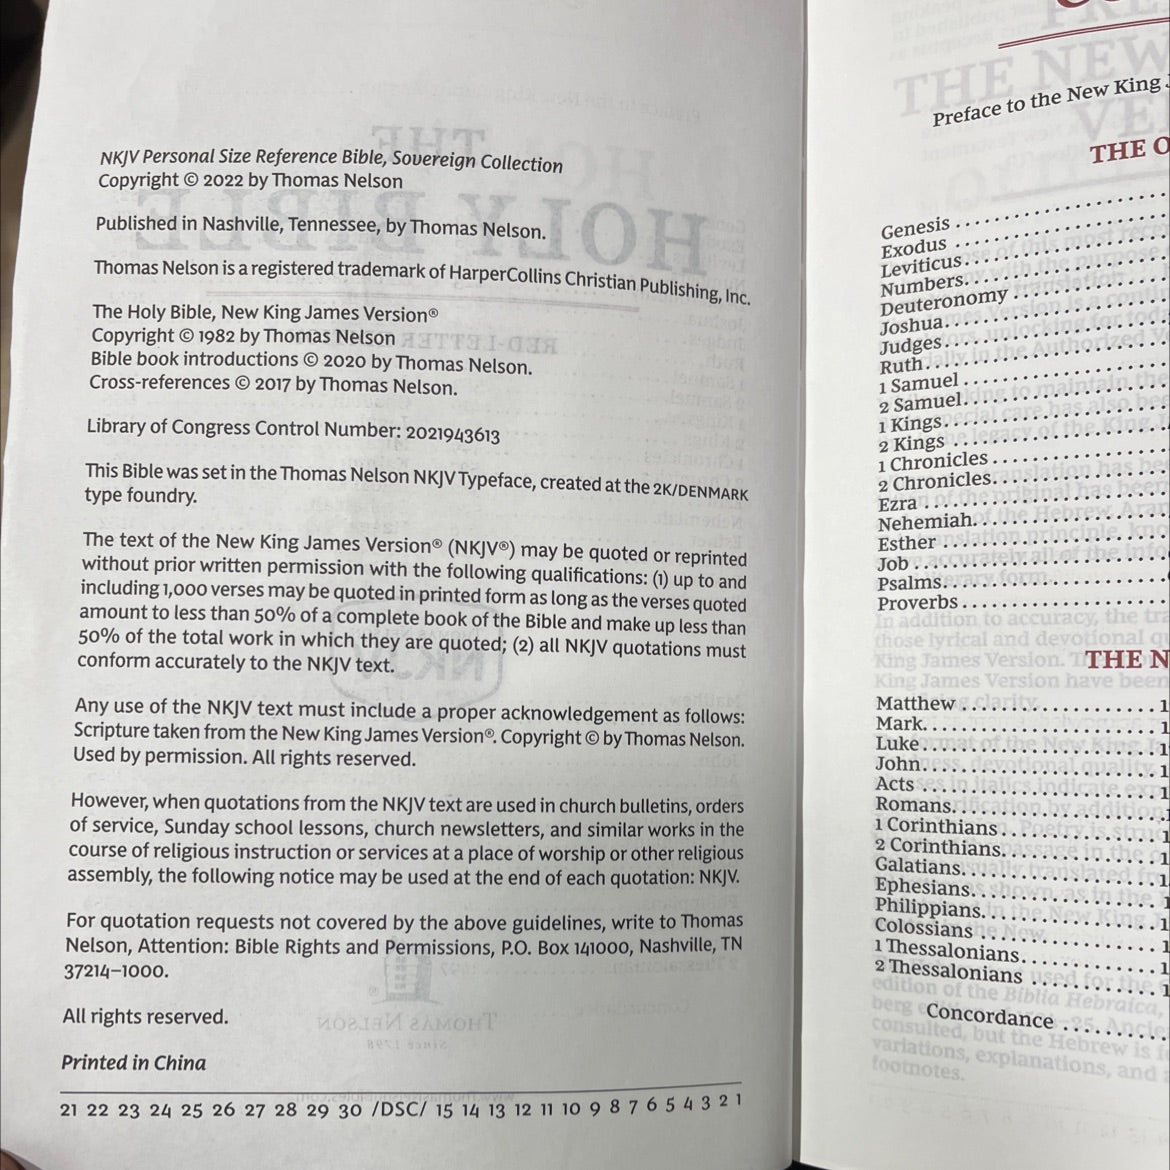 NKJV Personal Size Reference Bible, Sovereign Collection
Copyright © 2022 by Thomas Nelson
Published in Nashville, Tennessee, by Thomas Nelson.
Thomas Nelson is a registered trademark of HarperCollins Christian Publishing, Inc.
The Holy Bible, New King James Version®
Copyright © 1982 by Thomas Nelson
Bible book introductions © 2020 by Thomas Nelson.
Cross-references © 2017 by Thomas Nelson.
Library of Congress Control Number: 2021943613
This Bible was set in the Thomas Nelson NKJV Typeface, created at the 2K/DENMARK
type foundry.
The text of the New King James Version® (NKJV®) may be quoted or reprinted
without prior written permission with the following qualifications: (1) up to and
including 1,000 verses may be quoted in printed form as long as the verses quoted
amount to less than 50% of a complete book of the Bible and make up less than
50% of the total work in which they are quoted; (2) all NKJV quotations must
conform accurately to the NKJV text.
Any use of the NKJV text must include a proper acknowledgement as follows:
Scripture taken from the New King James Version®. Copyright © by Thomas Nelson.
Used by permission. All rights reserved.
However, when quotations from the NKJV text are used in church bulletins, orders
of service, Sunday school lessons, church newsletters, and similar works in the
course of religious instruction or services at a place of worship or other religious
assembly, the following notice may be used at the end of each quotation: NKJV.
For quotation requests not covered by the above guidelines, write to Thomas
Nelson, Attention: Bible Rights and Permissions, P.O. Box 141000, Nashville, TN
37214–1000.
All rights reserved.
Printed in China
21 22 23 24 25 26 27 28 29 30 /DSC/ 15 14 13 12 11 10 9 8 7 6 5 4 3 2 1
Preface to the New King
THE O
Genesis
Exodus
Leviticus
Numbers
Deuteronomy
Joshua
Judges
Ruth
1 Samuel
2 Samuel
1 Kings
2 Kings
1 Chronicles
2 Chronicles
Ezra
Nehemiah
Esther
Job
Psalms
Proverbs
THE N
Matthew
Mark
Luke
John
Acts
Romans
1 Corinthians
2 Corinthians
Galatians
Ephesians
Philippians
Colossians
1 Thessalonians
2 Thessalonians
Concordance